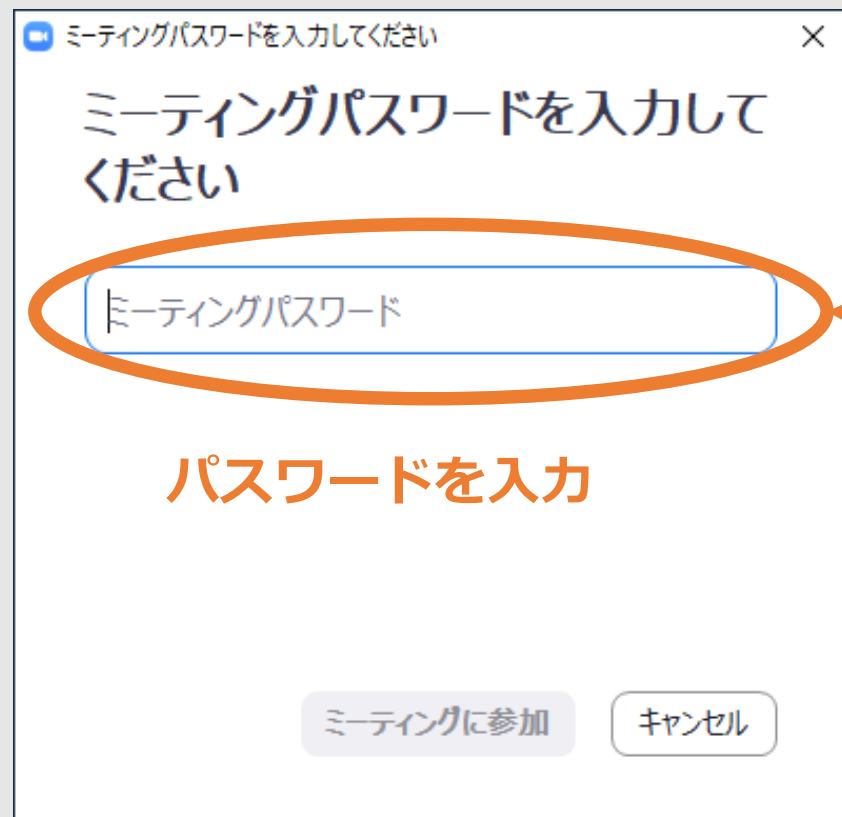 ミーティングパスワードを入力してください
ミーティングパスワードを入力して
ください
ミーティングパスワード
パスワードを入力
ミーティングに参加
キャンセル